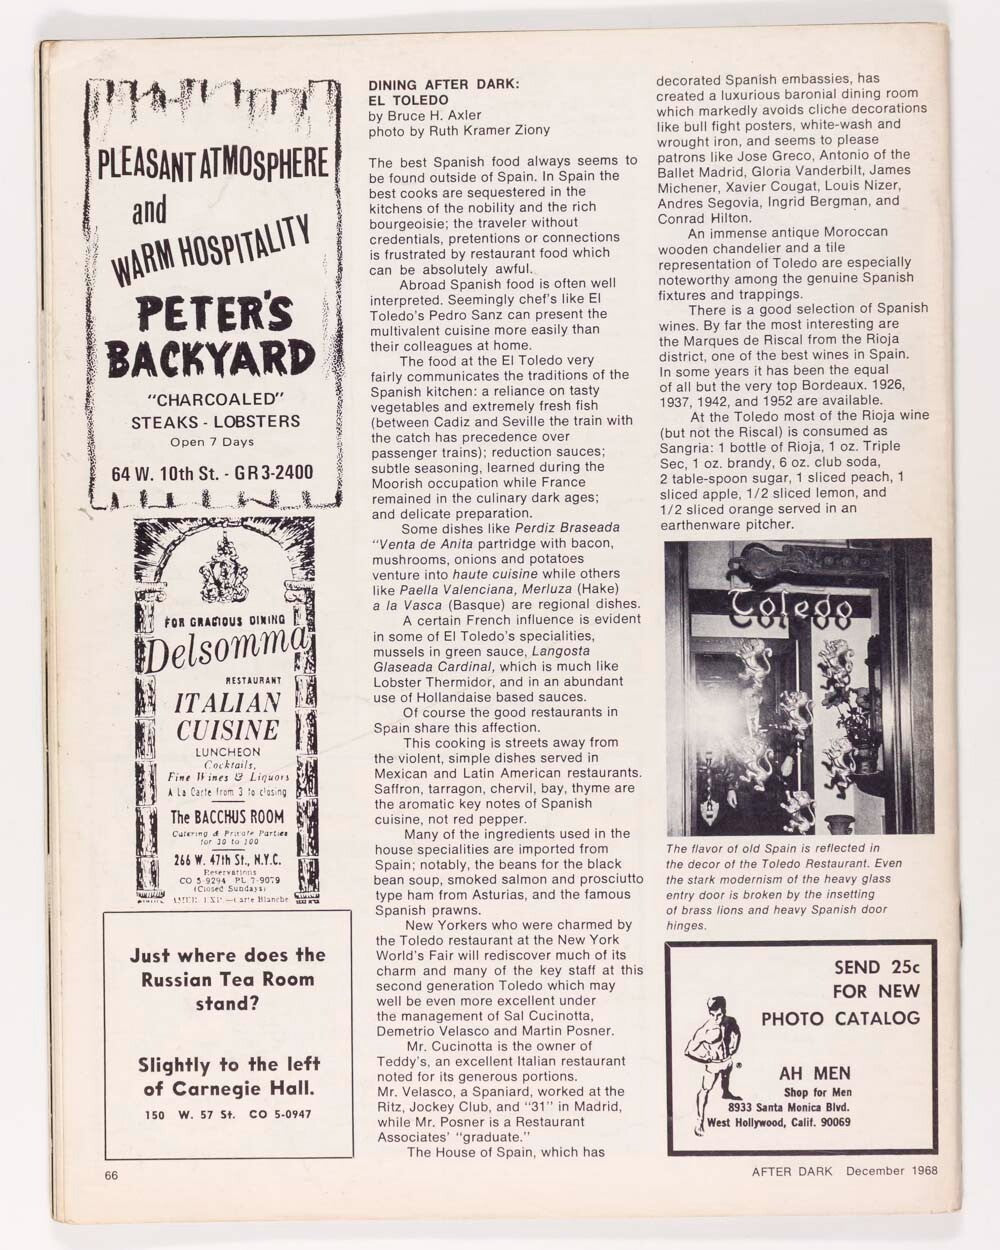 PLEASANT ATMOSPHERE
and
WARM HOSPITALITY
PETER'S
BACKYARD
"CHARCOALED"
STEAKS - LOBSTERS
Open 7 Days
64 W. 10th St. - GR 3-2400
FOR GRACIOUS DINING
Delsomma
RESTAURANT
ITALIAN
CUISINE
LUNCHEON
Cocktails,
Fine Wines & Liquors
A La Carte from 3 to closing
The BACCHUS ROOM
Catering & Private Parties
for 30 to 100
266 W. 47th St., N.Y.C.
Reservations
CO 5-9294 PL 7-9079
(Closed Sundays)
AMER. EXP.—Carte Blanche
Just where does the
Russian Tea Room
stand?
Slightly to the left
of Carnegie Hall.
150 W. 57 St. CO 5-0947
DINING AFTER DARK:
EL TOLEDO
by Bruce H. Axler
photo by Ruth Kramer Ziony
The best Spanish food always seems to
be found outside of Spain. In Spain the
best cooks are sequestered in the
kitchens of the nobility and the rich
bourgeoisie; the traveler without
credentials, pretentions or connections
is frustrated by restaurant food which
can be absolutely awful.
Abroad Spanish food is often well
interpreted. Seemingly chef's like El
Toledo's Pedro Sanz can present the
multivalent cuisine more easily than
their colleagues at home.
The food at the El Toledo very
fairly communicates the traditions of the
Spanish kitchen: a reliance on tasty
vegetables and extremely fresh fish
(between Cadiz and Seville the train with
the catch has precedence over
passenger trains); reduction sauces;
subtle seasoning, learned during the
Moorish occupation while France
remained in the culinary dark ages;
and delicate preparation.
Some dishes like Perdiz Braseada
"Venta de Anita partridge with bacon,
mushrooms, onions and potatoes
venture into haute cuisine while others
like Paella Valenciana, Merluza (Hake)
a la Vasca (Basque) are regional dishes.
A certain French influence is evident
in some of El Toledo's specialities,
mussels in green sauce, Langosta
Glaseada Cardinal, which is much like
Lobster Thermidor, and in an abundant
use of Hollandaise based sauces.
Of course the good restaurants in
Spain share this affection.
This cooking is streets away from
the violent, simple dishes served in
Mexican and Latin American restaurants.
Saffron, tarragon, chervil, bay, thyme are
the aromatic key notes of Spanish
cuisine, not red pepper.
Many of the ingredients used in the
house specialities are imported from
Spain; notably, the beans for the black
bean soup, smoked salmon and prosciutto
type ham from Asturias, and the famous
Spanish prawns.
New Yorkers who were charmed by
the Toledo restaurant at the New York
World's Fair will rediscover much of its
charm and many of the key staff at this
second generation Toledo which may
well be even more excellent under
the management of Sal Cucinotta,
Demetrio Velasco and Martin Posner.
Mr. Cucinotta is the owner of
Teddy's, an excellent Italian restaurant
noted for its generous portions.
Mr. Velasco, a Spaniard, worked at the
Ritz, Jockey Club, and "31" in Madrid,
while Mr. Posner is a Restaurant
Associates' "graduate."
The House of Spain, which has
decorated Spanish embassies, has
created a luxurious baronial dining room
which markedly avoids cliche decorations
like bull fight posters, white-wash and
wrought iron, and seems to please
patrons like Jose Greco, Antonio of the
Ballet Madrid, Gloria Vanderbilt, James
Michener, Xavier Cougat, Louis Nizer,
Andres Segovia, Ingrid Bergman, and
Conrad Hilton.
An immense antique Moroccan
wooden chandelier and a tile
representation of Toledo are especially
noteworthy among the genuine Spanish
fixtures and trappings.
There is a good selection of Spanish
wines. By far the most interesting are
the Marques de Riscal from the Rioja
district, one of the best wines in Spain.
In some years it has been the equal
of all but the very top Bordeaux. 1926,
1937, 1942, and 1952 are available.
At the Toledo most of the Rioja wine
(but not the Riscal) is consumed as
Sangria: 1 bottle of Rioja, 1 oz. Triple
Sec, 1 oz. brandy, 6 oz. club soda,
2 table-spoon sugar, 1 sliced peach, 1
sliced apple, 1/2 sliced lemon, and
1/2 sliced orange served in an
earthenware pitcher.
Toledo
The flavor of old Spain is reflected in
the decor of the Toledo Restaurant. Even
the stark modernism of the heavy glass
entry door is broken by the insetting
of brass lions and heavy Spanish door
hinges.
SEND 25c
FOR NEW
PHOTO CATALOG
AH MEN
Shop for Men
8933 Santa Monica Blvd.
West Hollywood, Calif. 90069
66
AFTER DARK December 1968